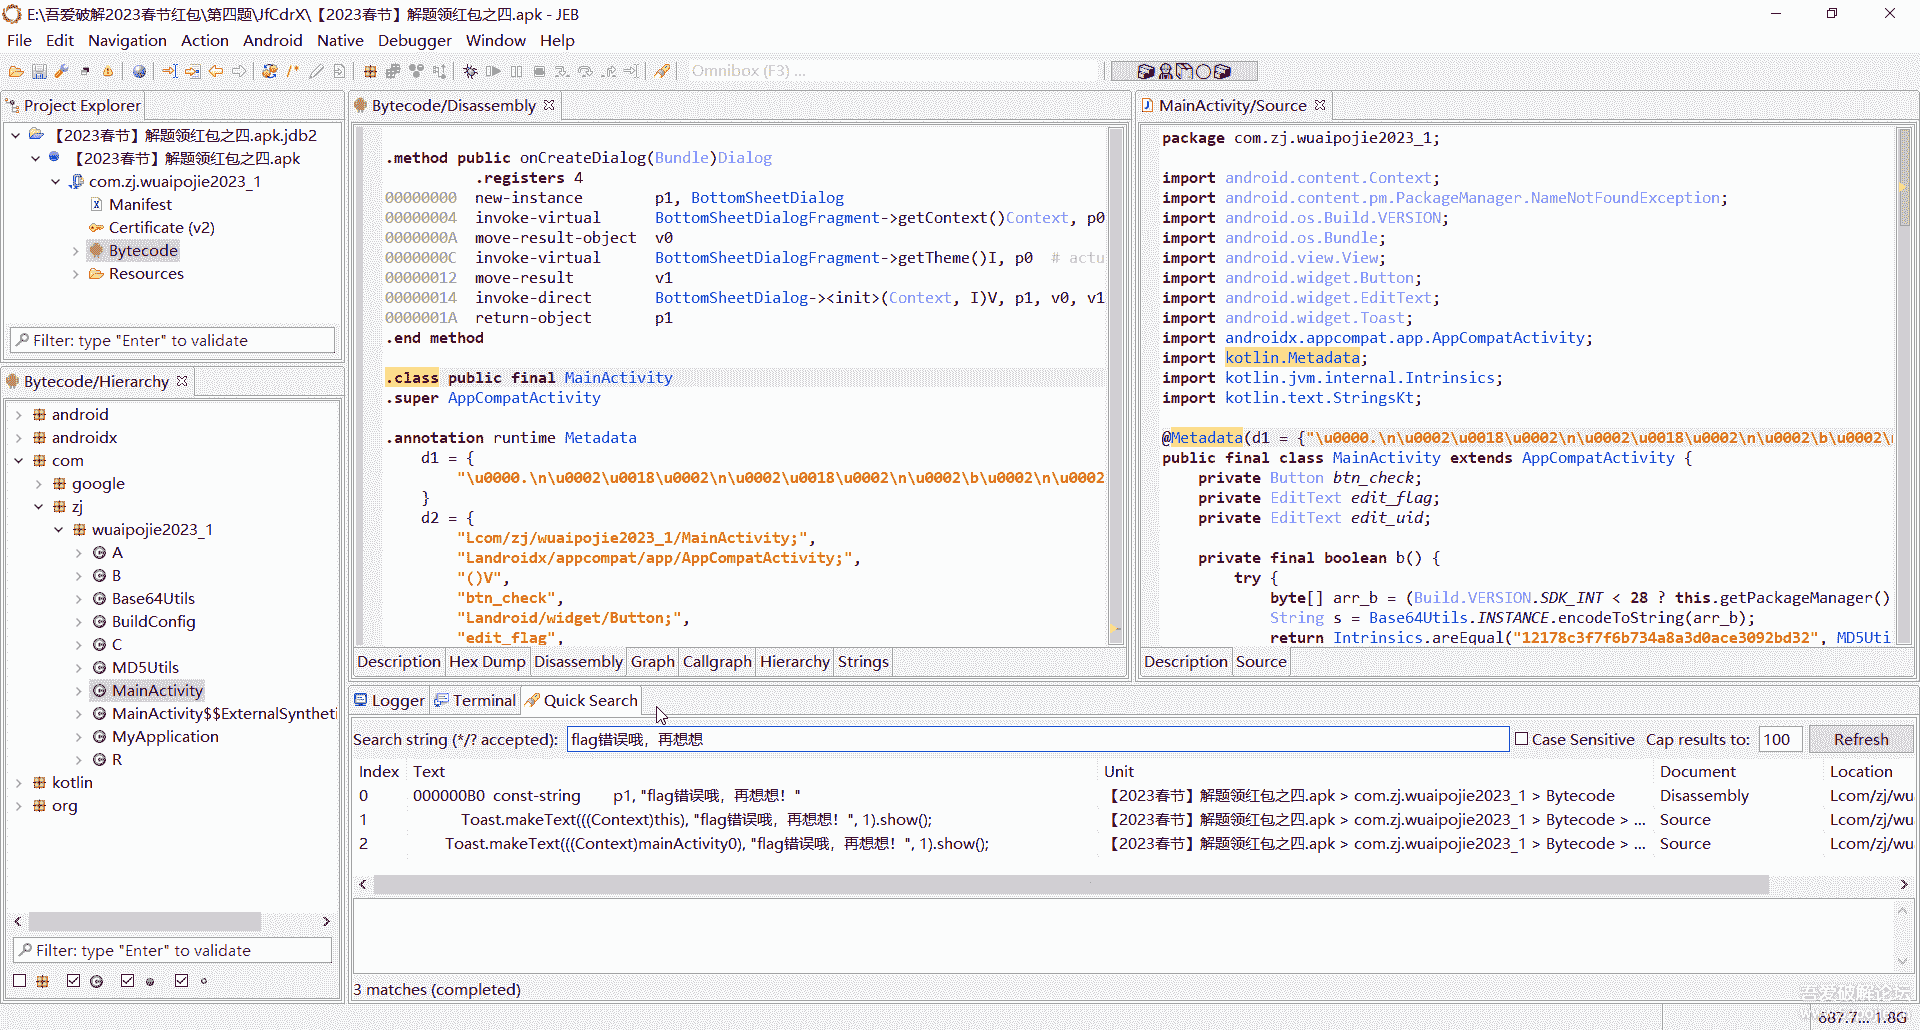 E:\吾爱破解2023春节红包\第四题\JfCdrX\【2023春节】解题领红包之四.apk - JEB
File Edit Navigation Action Android Native Debugger Window Help
Omnibox (F3) ...
Project Explorer
【2023春节】解题领红包之四.apk.jdb2
【2023春节】解题领红包之四.apk
com.zj.wuaipojie2023_1
Manifest
Certificate (v2)
Bytecode
Resources
Filter: type "Enter" to validate
Bytecode/Hierarchy
android
androidx
com
google
zj
wuaipojie2023_1
A
B
Base64Utils
BuildConfig
C
MD5Utils
MainActivity
MainActivity$$ExternalSyntheti
MyApplication
R
kotlin
org
Filter: type "Enter" to validate
Bytecode/Disassembly
.method public onCreateDialog(Bundle)Dialog
.registers 4
00000000 new-instance p1, BottomSheetDialog
00000004 invoke-virtual BottomSheetDialogFragment->getContext()Context, p0
0000000A move-result-object v0
0000000C invoke-virtual BottomSheetDialogFragment->getTheme()I, p0 # actu
00000012 move-result v1
00000014 invoke-direct BottomSheetDialog-><init>(Context, I)V, p1, v0, v1
0000001A return-object p1
.end method
.class public final MainActivity
.super AppCompatActivity
.annotation runtime Metadata
d1 = {
"\u0000.\n\u0002\u0018\u0002\n\u0002\u0018\u0002\n\u0002\b\u0002\n\u0002
}
d2 = {
"Lcom/zj/wuaipojie2023_1/MainActivity;",
"Landroidx/appcompat/app/AppCompatActivity;",
"()V",
"btn_check",
"Landroid/widget/Button;",
"edit_flag",
Description Hex Dump Disassembly Graph Callgraph Hierarchy Strings
MainActivity/Source
package com.zj.wuaipojie2023_1;
import android.content.Context;
import android.content.pm.PackageManager.NameNotFoundException;
import android.os.Build.VERSION;
import android.os.Bundle;
import android.view.View;
import android.widget.Button;
import android.widget.EditText;
import android.widget.Toast;
import androidx.appcompat.app.AppCompatActivity;
import kotlin.Metadata;
import kotlin.jvm.internal.Intrinsics;
import kotlin.text.StringsKt;
@Metadata(d1 = {"\u0000.\n\u0002\u0018\u0002\n\u0002\u0018\u0002\n\u0002\b\u0002\n
public final class MainActivity extends AppCompatActivity {
private Button btn_check;
private EditText edit_flag;
private EditText edit_uid;
private final boolean b() {
try {
byte[] arr_b = (Build.VERSION.SDK_INT < 28 ? this.getPackageManager()
String s = Base64Utils.INSTANCE.encodeToString(arr_b);
return Intrinsics.areEqual("12178c3f7f6b734a8a3d0ace3092bd32", MD5Uti
Description Source
Logger Terminal Quick Search
Search string (*/? accepted): flag错误哦，再想想 Case Sensitive Cap results to: 100 Refresh
Index Text Unit Document Location
0 000000B0 const-string p1, "flag错误哦，再想想！" 【2023春节】解题领红包之四.apk > com.zj.wuaipojie2023_1 > Bytecode Disassembly Lcom/zj/wu
1 Toast.makeText(((Context)this), "flag错误哦，再想想！", 1).show(); 【2023春节】解题领红包之四.apk > com.zj.wuaipojie2023_1 > Bytecode > ... Source Lcom/zj/wu
2 Toast.makeText(((Context)mainActivity0), "flag错误哦，再想想！", 1).show(); 【2023春节】解题领红包之四.apk > com.zj.wuaipojie2023_1 > Bytecode > ... Source Lcom/zj/wu
3 matches (completed)
吾爱破解论坛
687.7... 1.8G